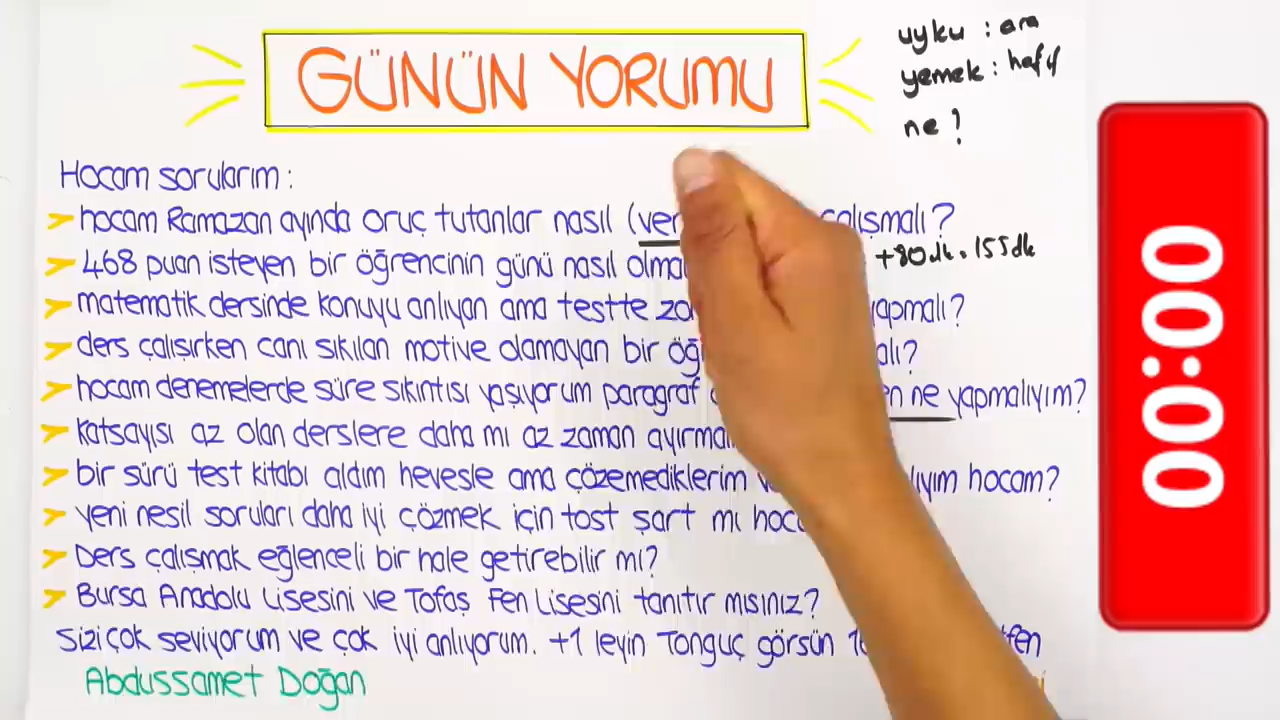 GÜNÜN YORUMU
uyku : ara
yemek : hafif
ne ?
Hocam sorularım :
➤ hocam Ramazan ayında oruç tutanlar nasıl (ver çalışmalı?
➤ 468 puan isteyen bir öğrencinin günü nasıl olma
+80dk. 155dk
➤ matematik dersinde konuyu anlıyan ama testte zo yapmalı?
➤ ders çalışırken canı sıkılan motive olamayan bir öğ alı?
➤ hocam denemelerde süre sıkıntısı yaşıyorum paragraf en ne yapmalıyım?
➤ katsayısı az olan derslere daha mı az zaman ayırma
➤ bir sürü test kitabı aldım hevesle ama çözemediklerim v lıyım hocam?
➤ yeni nesil soruları daha iyi çözmek için tost şart mı hoc
➤ Ders çalışmak eğlenceli bir hale getirebilir mi?
➤ Bursa Anadolu Lisesini ve Tofaş Fen Lisesini tanıtır mısınız?
Sizi çok seviyorum ve çok iyi anlıyorum. +1 leyin Tonguç görsün tfen
Abdussamet Doğan
00:00